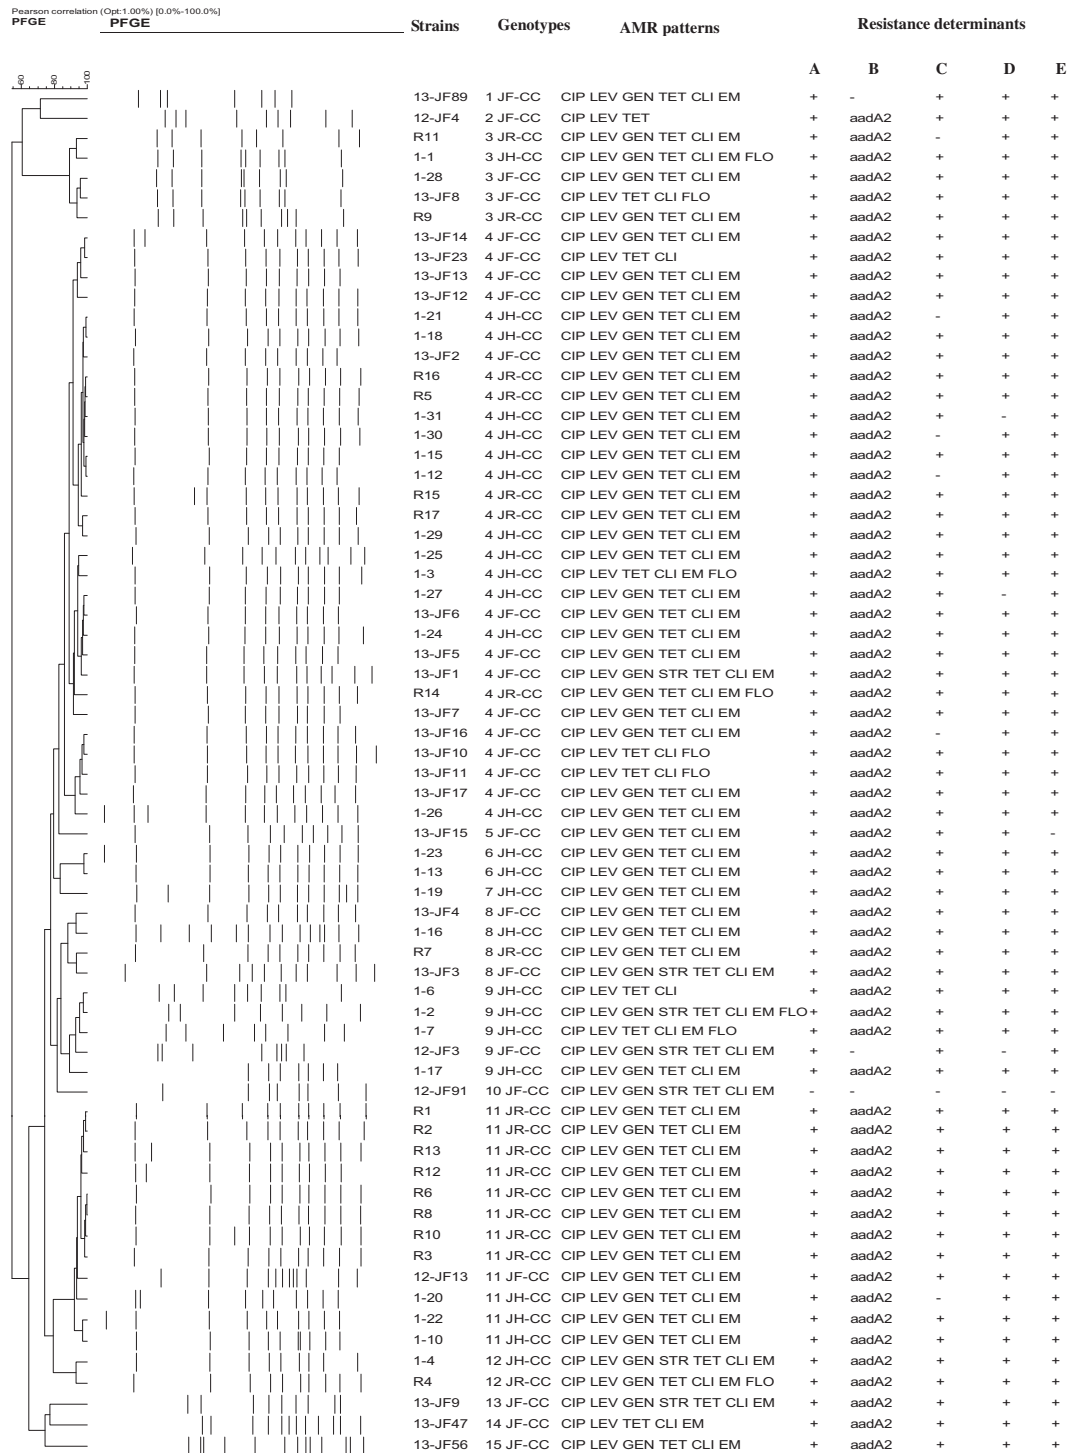 Pearson correlation (Opt:1.00%) [0.0%-100.0%]
PFGE PFGE Strains Genotypes AMR patterns Resistance determinants
A B C D E
60 80 100
13-JF89 1 JF-CC CIP LEV GEN TET CLI EM + - + + +
12-JF4 2 JF-CC CIP LEV TET + aadA2 + + +
R11 3 JR-CC CIP LEV GEN TET CLI EM + aadA2 - + +
1-1 3 JH-CC CIP LEV GEN TET CLI EM FLO + aadA2 + + +
1-28 3 JF-CC CIP LEV GEN TET CLI EM + aadA2 + + +
13-JF8 3 JF-CC CIP LEV TET CLI FLO + aadA2 + + +
R9 3 JR-CC CIP LEV GEN TET CLI EM + aadA2 + + +
13-JF14 4 JF-CC CIP LEV GEN TET CLI EM + aadA2 + + +
13-JF23 4 JF-CC CIP LEV TET CLI + aadA2 + + +
13-JF13 4 JF-CC CIP LEV GEN TET CLI EM + aadA2 + + +
13-JF12 4 JF-CC CIP LEV GEN TET CLI EM + aadA2 + + +
1-21 4 JH-CC CIP LEV GEN TET CLI EM + aadA2 - + +
1-18 4 JH-CC CIP LEV GEN TET CLI EM + aadA2 + + +
13-JF2 4 JF-CC CIP LEV GEN TET CLI EM + aadA2 + + +
R16 4 JR-CC CIP LEV GEN TET CLI EM + aadA2 + + +
R5 4 JR-CC CIP LEV GEN TET CLI EM + aadA2 + + +
1-31 4 JH-CC CIP LEV GEN TET CLI EM + aadA2 + - +
1-30 4 JH-CC CIP LEV GEN TET CLI EM + aadA2 - + +
1-15 4 JH-CC CIP LEV GEN TET CLI EM + aadA2 + + +
1-12 4 JH-CC CIP LEV GEN TET CLI EM + aadA2 - + +
R15 4 JR-CC CIP LEV GEN TET CLI EM + aadA2 + + +
R17 4 JR-CC CIP LEV GEN TET CLI EM + aadA2 + + +
1-29 4 JH-CC CIP LEV GEN TET CLI EM + aadA2 + + +
1-25 4 JH-CC CIP LEV GEN TET CLI EM + aadA2 + + +
1-3 4 JH-CC CIP LEV TET CLI EM FLO + aadA2 + + +
1-27 4 JH-CC CIP LEV GEN TET CLI EM + aadA2 + - +
13-JF6 4 JF-CC CIP LEV GEN TET CLI EM + aadA2 + + +
1-24 4 JH-CC CIP LEV GEN TET CLI EM + aadA2 + + +
13-JF5 4 JF-CC CIP LEV GEN TET CLI EM + aadA2 + + +
13-JF1 4 JF-CC CIP LEV GEN STR TET CLI EM + aadA2 + + +
R14 4 JR-CC CIP LEV GEN TET CLI EM FLO + aadA2 + + +
13-JF7 4 JF-CC CIP LEV GEN TET CLI EM + aadA2 + + +
13-JF16 4 JF-CC CIP LEV GEN TET CLI EM + aadA2 - + +
13-JF10 4 JF-CC CIP LEV TET CLI FLO + aadA2 + + +
13-JF11 4 JF-CC CIP LEV TET CLI FLO + aadA2 + + +
13-JF17 4 JF-CC CIP LEV GEN TET CLI EM + aadA2 + + +
1-26 4 JH-CC CIP LEV GEN TET CLI EM + aadA2 + + +
13-JF15 5 JF-CC CIP LEV GEN TET CLI EM + aadA2 + + -
1-23 6 JH-CC CIP LEV GEN TET CLI EM + aadA2 + + +
1-13 6 JH-CC CIP LEV GEN TET CLI EM + aadA2 + + +
1-19 7 JH-CC CIP LEV GEN TET CLI EM + aadA2 + + +
13-JF4 8 JF-CC CIP LEV GEN TET CLI EM + aadA2 + + +
1-16 8 JH-CC CIP LEV GEN TET CLI EM + aadA2 + + +
R7 8 JR-CC CIP LEV GEN TET CLI EM + aadA2 + + +
13-JF3 8 JF-CC CIP LEV GEN STR TET CLI EM + aadA2 + + +
1-6 9 JH-CC CIP LEV TET CLI + aadA2 + + +
1-2 9 JH-CC CIP LEV GEN STR TET CLI EM FLO + aadA2 + + +
1-7 9 JH-CC CIP LEV TET CLI EM FLO + aadA2 + + +
12-JF3 9 JF-CC CIP LEV GEN STR TET CLI EM + - + - +
1-17 9 JH-CC CIP LEV GEN TET CLI EM + aadA2 + + +
12-JF91 10 JF-CC CIP LEV GEN STR TET CLI EM - - - - -
R1 11 JR-CC CIP LEV GEN TET CLI EM + aadA2 + + +
R2 11 JR-CC CIP LEV GEN TET CLI EM + aadA2 + + +
R13 11 JR-CC CIP LEV GEN TET CLI EM + aadA2 + + +
R12 11 JR-CC CIP LEV GEN TET CLI EM + aadA2 + + +
R6 11 JR-CC CIP LEV GEN TET CLI EM + aadA2 + + +
R8 11 JR-CC CIP LEV GEN TET CLI EM + aadA2 + + +
R10 11 JR-CC CIP LEV GEN TET CLI EM + aadA2 + + +
R3 11 JR-CC CIP LEV GEN TET CLI EM + aadA2 + + +
12-JF13 11 JF-CC CIP LEV GEN TET CLI EM + aadA2 + + +
1-20 11 JH-CC CIP LEV GEN TET CLI EM + aadA2 - + +
1-22 11 JH-CC CIP LEV GEN TET CLI EM + aadA2 + + +
1-10 11 JH-CC CIP LEV GEN TET CLI EM + aadA2 + + +
1-4 12 JH-CC CIP LEV GEN STR TET CLI EM + aadA2 + + +
R4 12 JR-CC CIP LEV GEN TET CLI EM FLO + aadA2 + + +
13-JF9 13 JF-CC CIP LEV GEN STR TET CLI EM + aadA2 + + +
13-JF47 14 JF-CC CIP LEV TET CLI EM + aadA2 + + +
13-JF56 15 JF-CC CIP LEV GEN TET CLI EM + aadA2 + + +